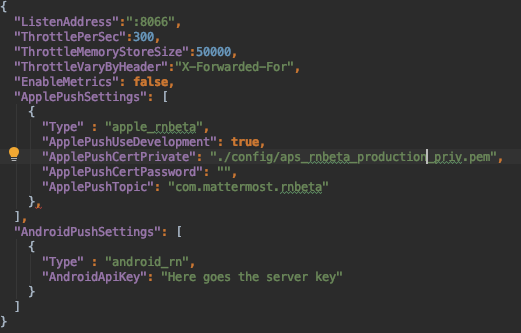 {
"ListenAddress":":8066",
"ThrottlePerSec":300,
"ThrottleMemoryStoreSize":50000,
"ThrottleVaryByHeader":"X-Forwarded-For",
"EnableMetrics": false,
"ApplePushSettings": [
{
"Type" : "apple_rnbeta",
"ApplePushUseDevelopment": true,
"ApplePushCertPrivate": "./config/aps_rnbeta_production_priv.pem",
"ApplePushCertPassword": "",
"ApplePushTopic": "com.mattermost.rnbeta"
},
],
"AndroidPushSettings": [
{
"Type" : "android_rn",
"AndroidApiKey": "Here goes the server key"
}
]
}